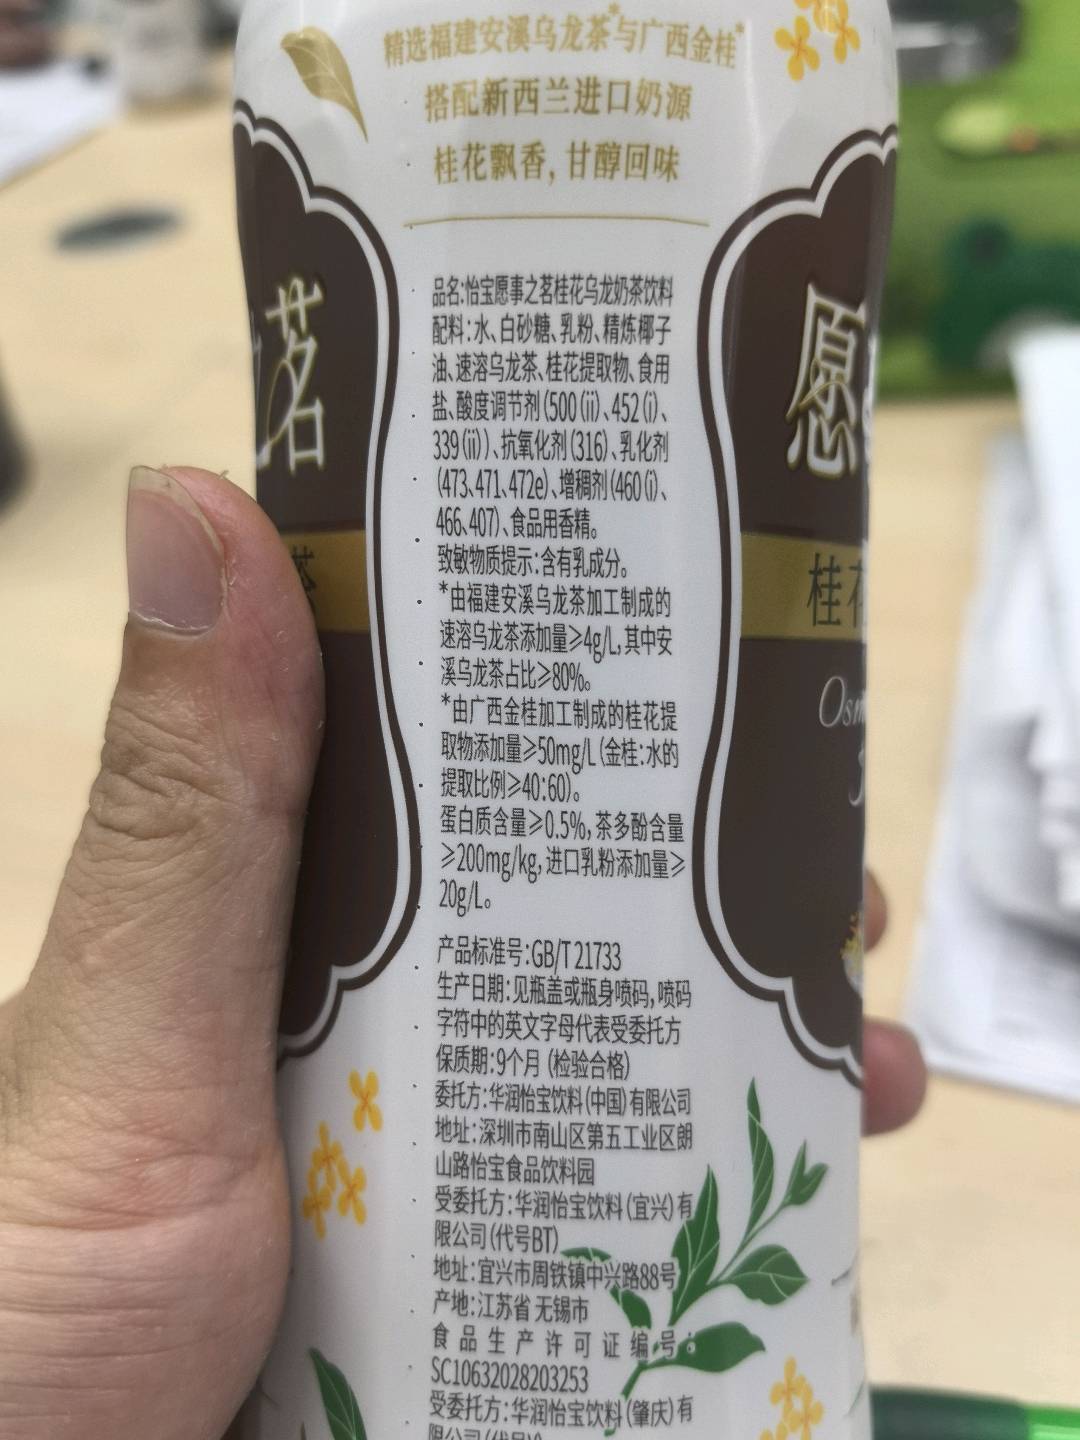 精选福建安溪乌龙茶*与广西金桂*
搭配新西兰进口奶源
桂花飘香,甘醇回味
品名:怡宝愿事之茗桂花乌龙奶茶饮料
配料:水、白砂糖、乳粉、精炼椰子
油、速溶乌龙茶、桂花提取物、食用
盐、酸度调节剂(500(ii)、452(i)、
339(ii))、抗氧化剂(316)、乳化剂
(473、471、472e)、增稠剂(460(i)、
466、407)、食品用香精。
致敏物质提示:含有乳成分。
*由福建安溪乌龙茶加工制成的
速溶乌龙茶添加量≥4g/L,其中安
溪乌龙茶占比≥80%。
*由广西金桂加工制成的桂花提
取物添加量≥50mg/L(金桂:水的
提取比例≥40:60)。
蛋白质含量≥0.5%,茶多酚含量
≥200mg/kg,进口乳粉添加量≥
20g/L。
产品标准号:GB/T 21733
生产日期:见瓶盖或瓶身喷码,喷码
字符中的英文字母代表受委托方
保质期:9个月 (检验合格)
委托方:华润怡宝饮料(中国)有限公司
地址:深圳市南山区第五工业区朗
山路怡宝食品饮料园
受委托方:华润怡宝饮料(宜兴)有
限公司(代号BT)
地址:宜兴市周铁镇中兴路88号
产地:江苏省 无锡市
食品生产许可证编号:
SC10632028203253
受委托方:华润怡宝饮料(肇庆)有
限公司
茗
愿
桂花